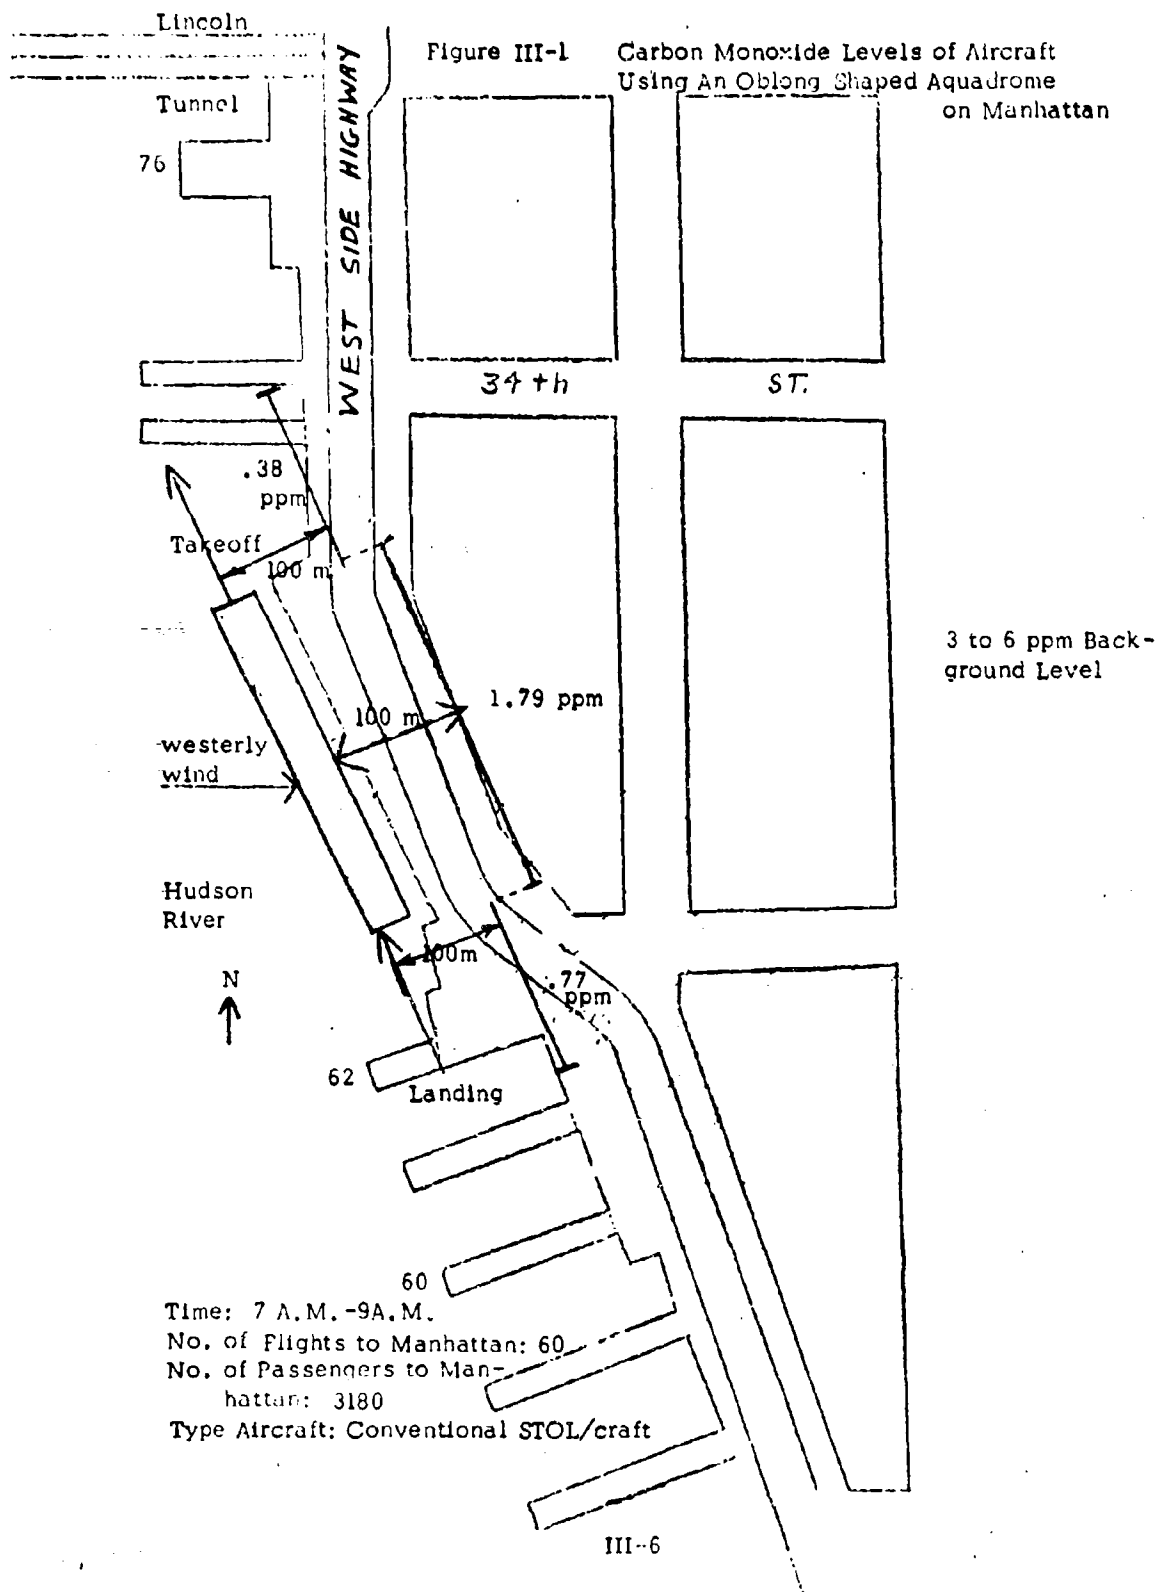 Lincoln
Tunnel
Figure III-1 Carbon Monoxide Levels of Aircraft
Using An Oblong Shaped Aquadrome
on Manhattan
76
WEST SIDE HIGHWAY
34th ST.
.38
ppm
Takeoff
100 m
3 to 6 ppm Back-
ground Level
1.79 ppm
100 m
westerly
wind
Hudson
River
N
100m
.77
ppm
62
Landing
60
Time: 7 A.M.-9A.M.
No. of Flights to Manhattan: 60
No. of Passengers to Man-
hattan: 3180
Type Aircraft: Conventional STOL/craft
III-6